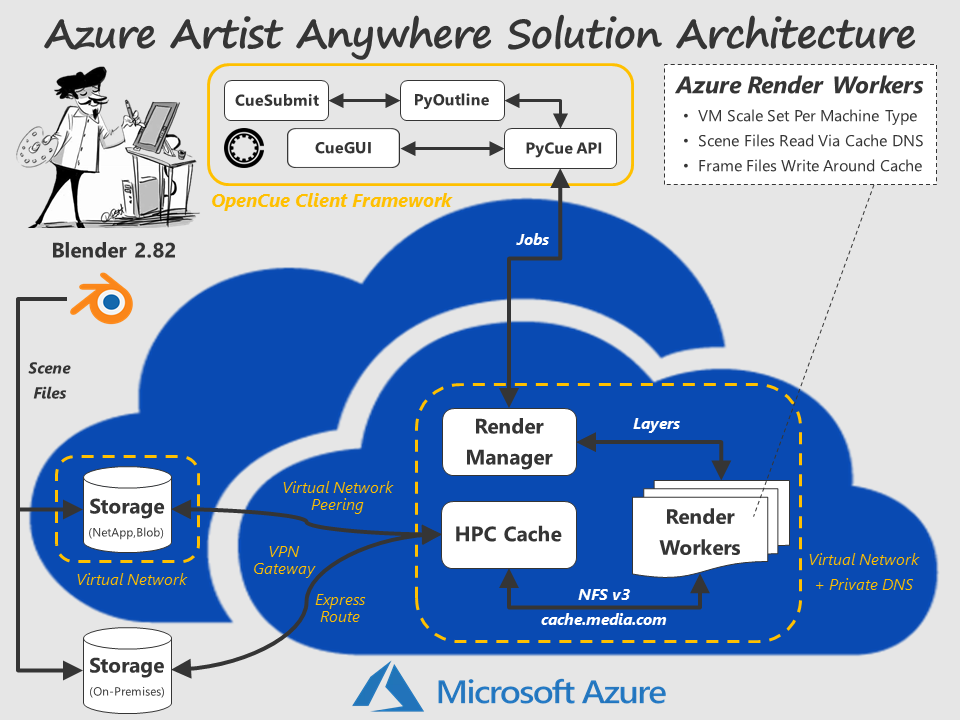 Azure Artist Anywhere Solution Architecture
CueSubmit
PyOutline
CueGUI
PyCue API
OpenCue Client Framework
Azure Render Workers
• VM Scale Set Per Machine Type
• Scene Files Read Via Cache DNS
• Frame Files Write Around Cache
Blender 2.82
Jobs
Scene
Files
Render
Manager
Layers
Storage
(NetApp,Blob)
Virtual Network
Virtual Network
Peering
VPN
Gateway
Express
Route
HPC Cache
Render
Workers
NFS v3
cache.media.com
Virtual Network
+ Private DNS
Storage
(On-Premises)
Microsoft Azure